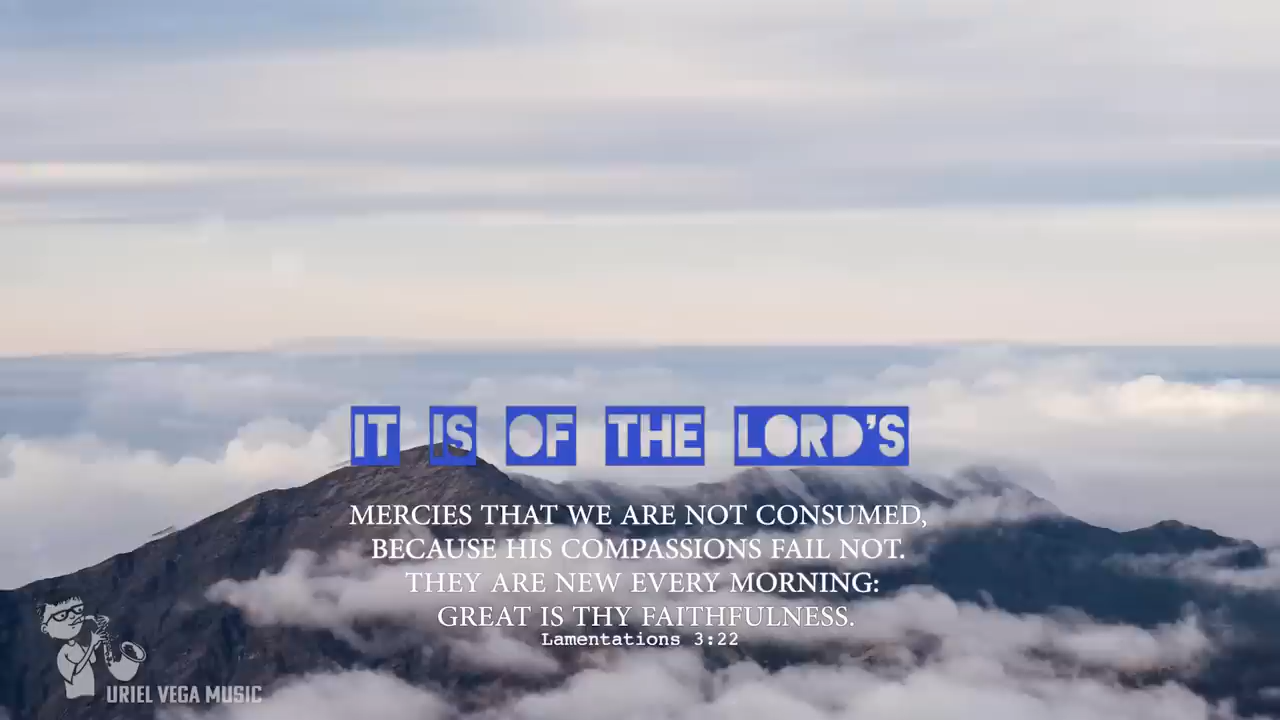 IT IS OF THE LORD'S
MERCIES THAT WE ARE NOT CONSUMED,
BECAUSE HIS COMPASSIONS FAIL NOT.
THEY ARE NEW EVERY MORNING:
GREAT IS THY FAITHFULNESS.
Lamentations 3:22
URIEL VEGA MUSIC